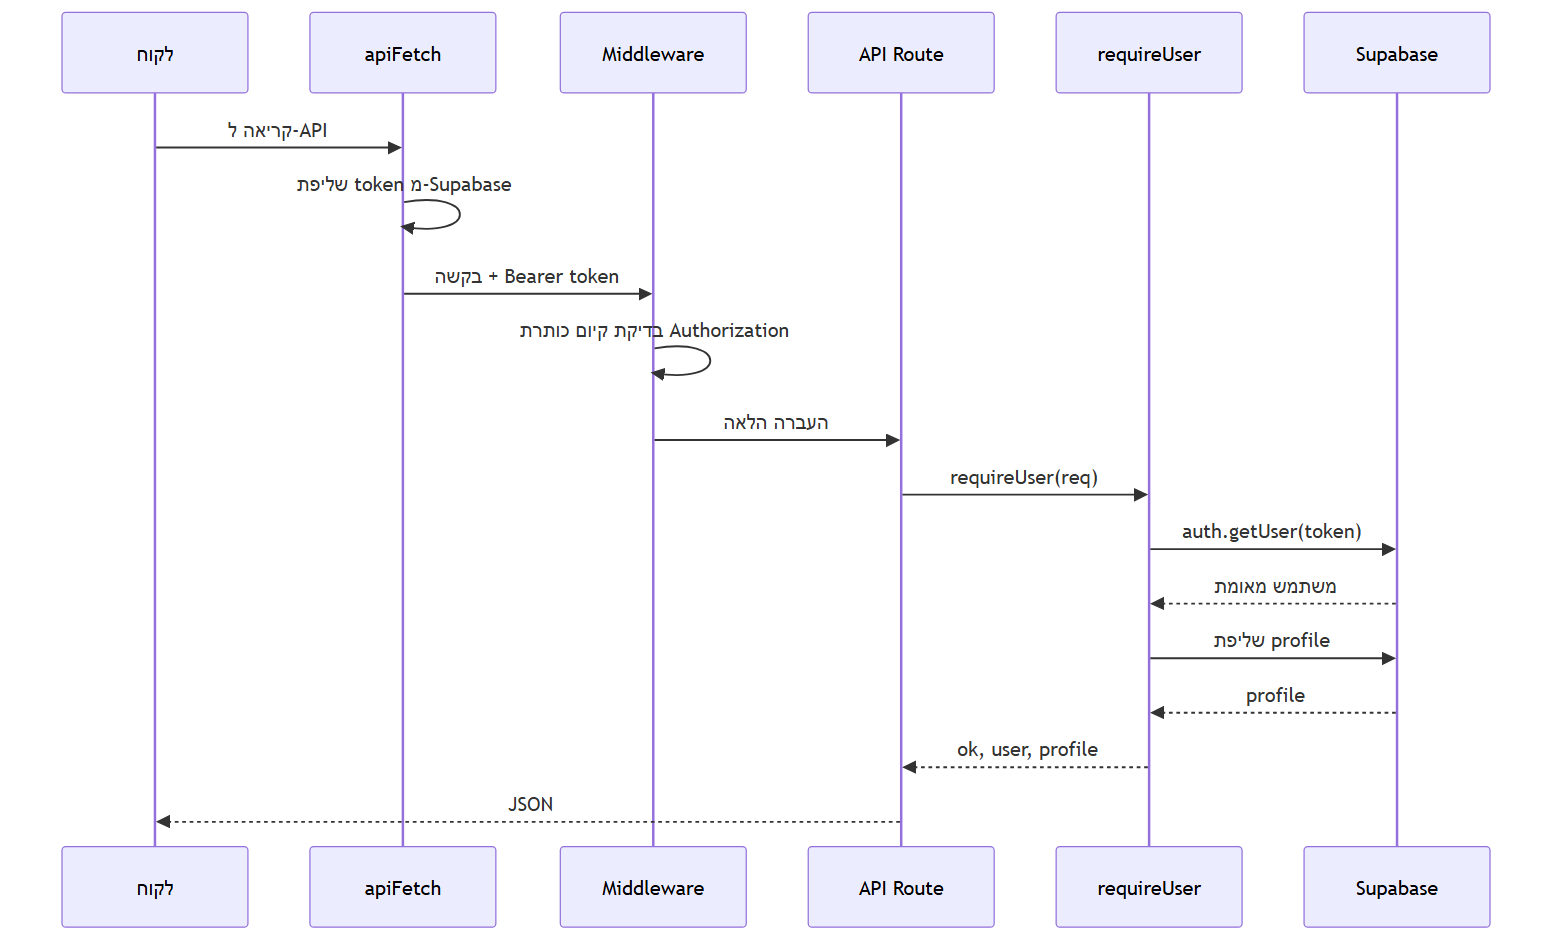 לקוח
apiFetch
Middleware
API Route
requireUser
Supabase
קריאה ל-API
שליפת token מ-Supabase
בקשה + Bearer token
בדיקת קיום כותרת Authorization
העברה הלאה
requireUser(req)
auth.getUser(token)
משתמש מאומת
שליפת profile
profile
ok, user, profile
JSON
לקוח
apiFetch
Middleware
API Route
requireUser
Supabase